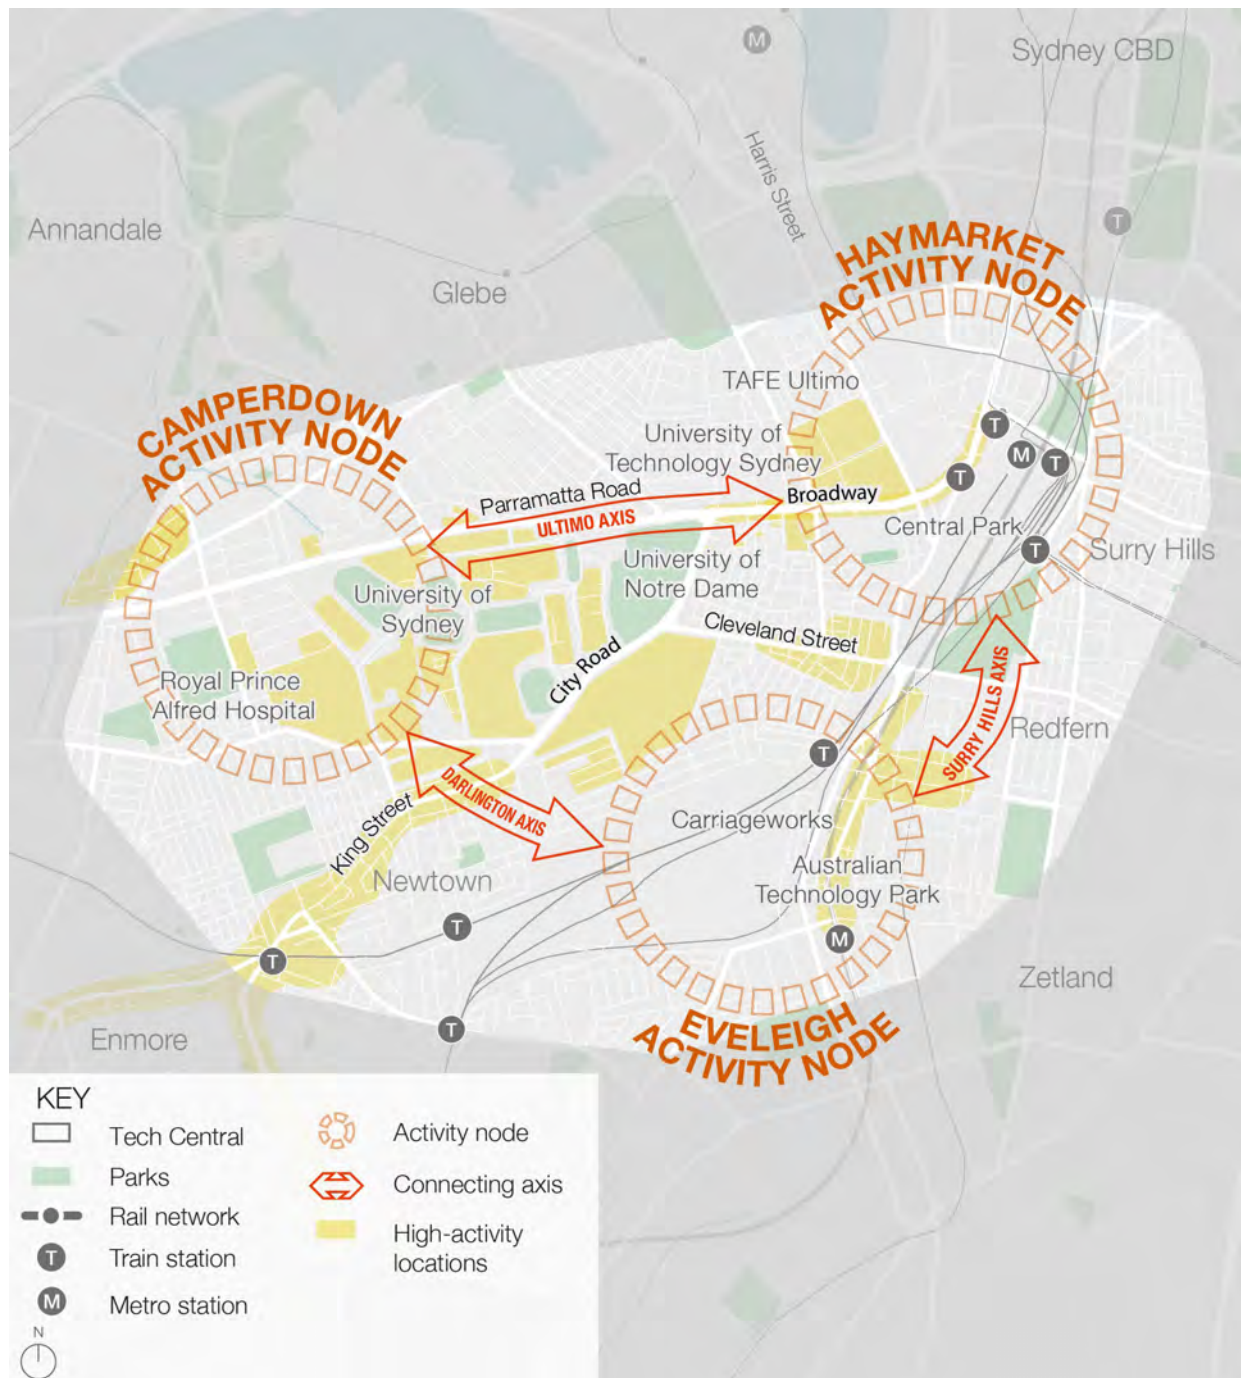 M
Sydney CBD
Harris Street
T
Annandale
Glebe
HAYMARKET
ACTIVITY NODE
TAFE Ultimo
CAMPERDOWN
ACTIVITY NODE
University of
Technology Sydney
T
M
T
T
Parramatta Road
Broadway
ULTIMO AXIS
Central Park
T
Surry Hills
University of
Notre Dame
University of
Sydney
Cleveland Street
City Road
Royal Prince
Alfred Hospital
SURRY HILLS AXIS
Redfern
T
DARLINGTON AXIS
King Street
Carriageworks
Newtown
Australian
Technology Park
T
M
T
Zetland
T
Enmore
EVELEIGH
ACTIVITY NODE
KEY
Tech Central
Parks
Rail network
T Train station
M Metro station
Activity node
Connecting axis
High-activity
locations
N